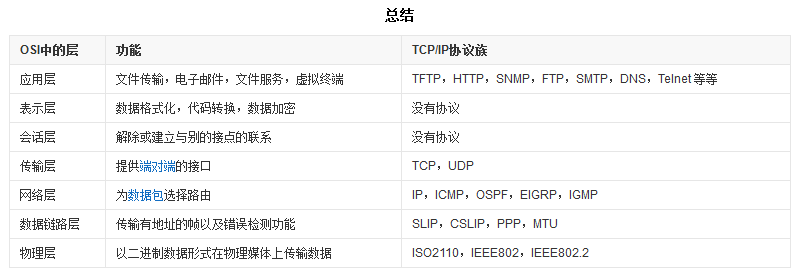 总结
OSI中的层 功能 TCP/IP协议族
应用层 文件传输，电子邮件，文件服务，虚拟终端 TFTP，HTTP，SNMP，FTP，SMTP，DNS，Telnet 等等
表示层 数据格式化，代码转换，数据加密 没有协议
会话层 解除或建立与别的接点的联系 没有协议
传输层 提供端对端的接口 TCP，UDP
网络层 为数据包选择路由 IP，ICMP，OSPF，EIGRP，IGMP
数据链路层 传输有地址的帧以及错误检测功能 SLIP，CSLIP，PPP，MTU
物理层 以二进制数据形式在物理媒体上传输数据 ISO2110，IEEE802，IEEE802.2